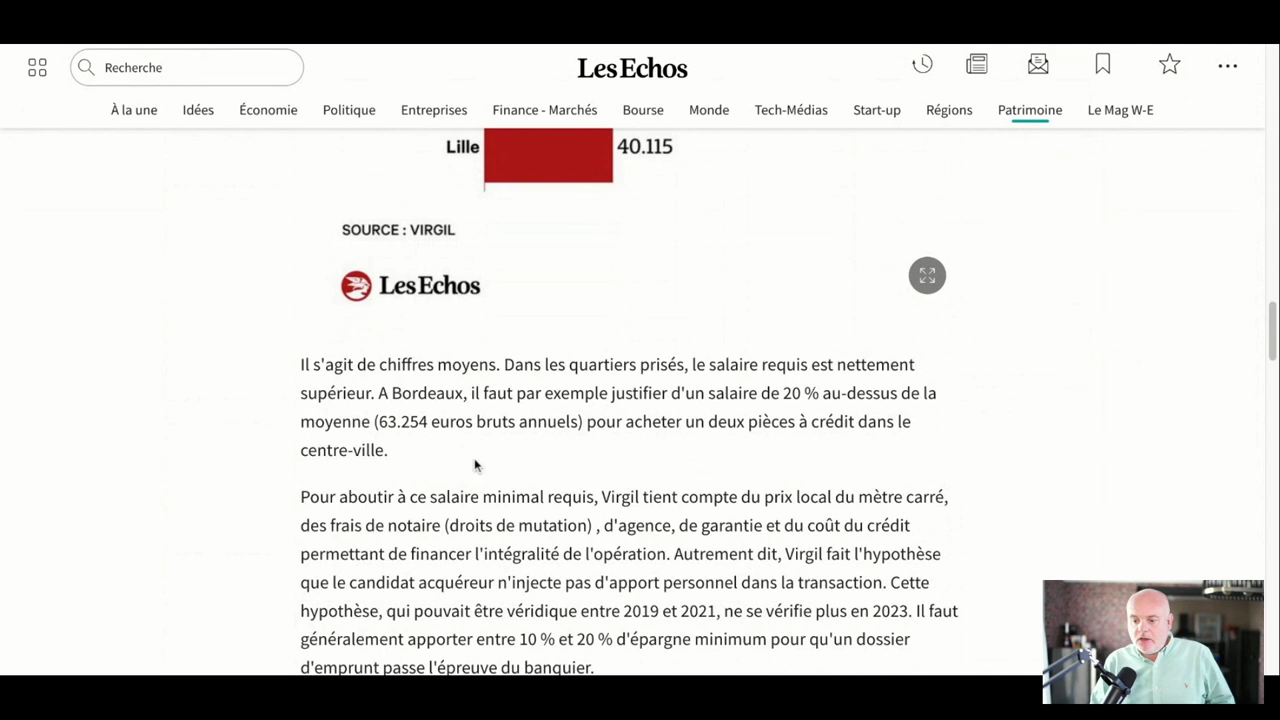 Recherche
Les Echos
À la une
Idées
Économie
Politique
Entreprises
Finance - Marchés
Bourse
Monde
Tech-Médias
Start-up
Régions
Patrimoine
Le Mag W-E
Lille
40.115
SOURCE : VIRGIL
Les Echos
Il s'agit de chiffres moyens. Dans les quartiers prisés, le salaire requis est nettement
supérieur. A Bordeaux, il faut par exemple justifier d'un salaire de 20 % au-dessus de la
moyenne (63.254 euros bruts annuels) pour acheter un deux pièces à crédit dans le
centre-ville.
Pour aboutir à ce salaire minimal requis, Virgil tient compte du prix local du mètre carré,
des frais de notaire (droits de mutation) , d'agence, de garantie et du coût du crédit
permettant de financer l'intégralité de l'opération. Autrement dit, Virgil fait l'hypothèse
que le candidat acquéreur n'injecte pas d'apport personnel dans la transaction. Cette
hypothèse, qui pouvait être véridique entre 2019 et 2021, ne se vérifie plus en 2023. Il faut
généralement apporter entre 10 % et 20 % d'épargne minimum pour qu'un dossier
d'emprunt passe l'épreuve du banquier.